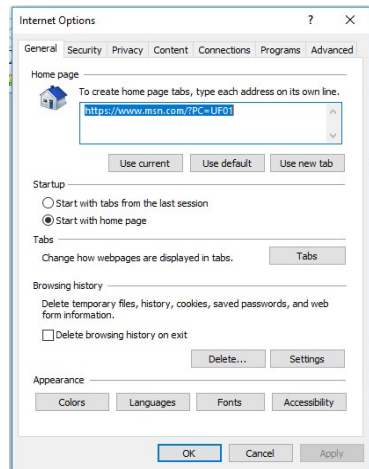 Internet Options ? X
General Security Privacy Content Connections Programs Advanced
Home page
To create home page tabs, type each address on its own line.
https://www.msn.com/?PC=UF01
Use current Use default Use new tab
Startup
Start with tabs from the last session
Start with home page
Tabs
Change how webpages are displayed in tabs. Tabs
Browsing history
Delete temporary files, history, cookies, saved passwords, and web
form information.
Delete browsing history on exit
Delete... Settings
Appearance
Colors Languages Fonts Accessibility
OK Cancel Apply